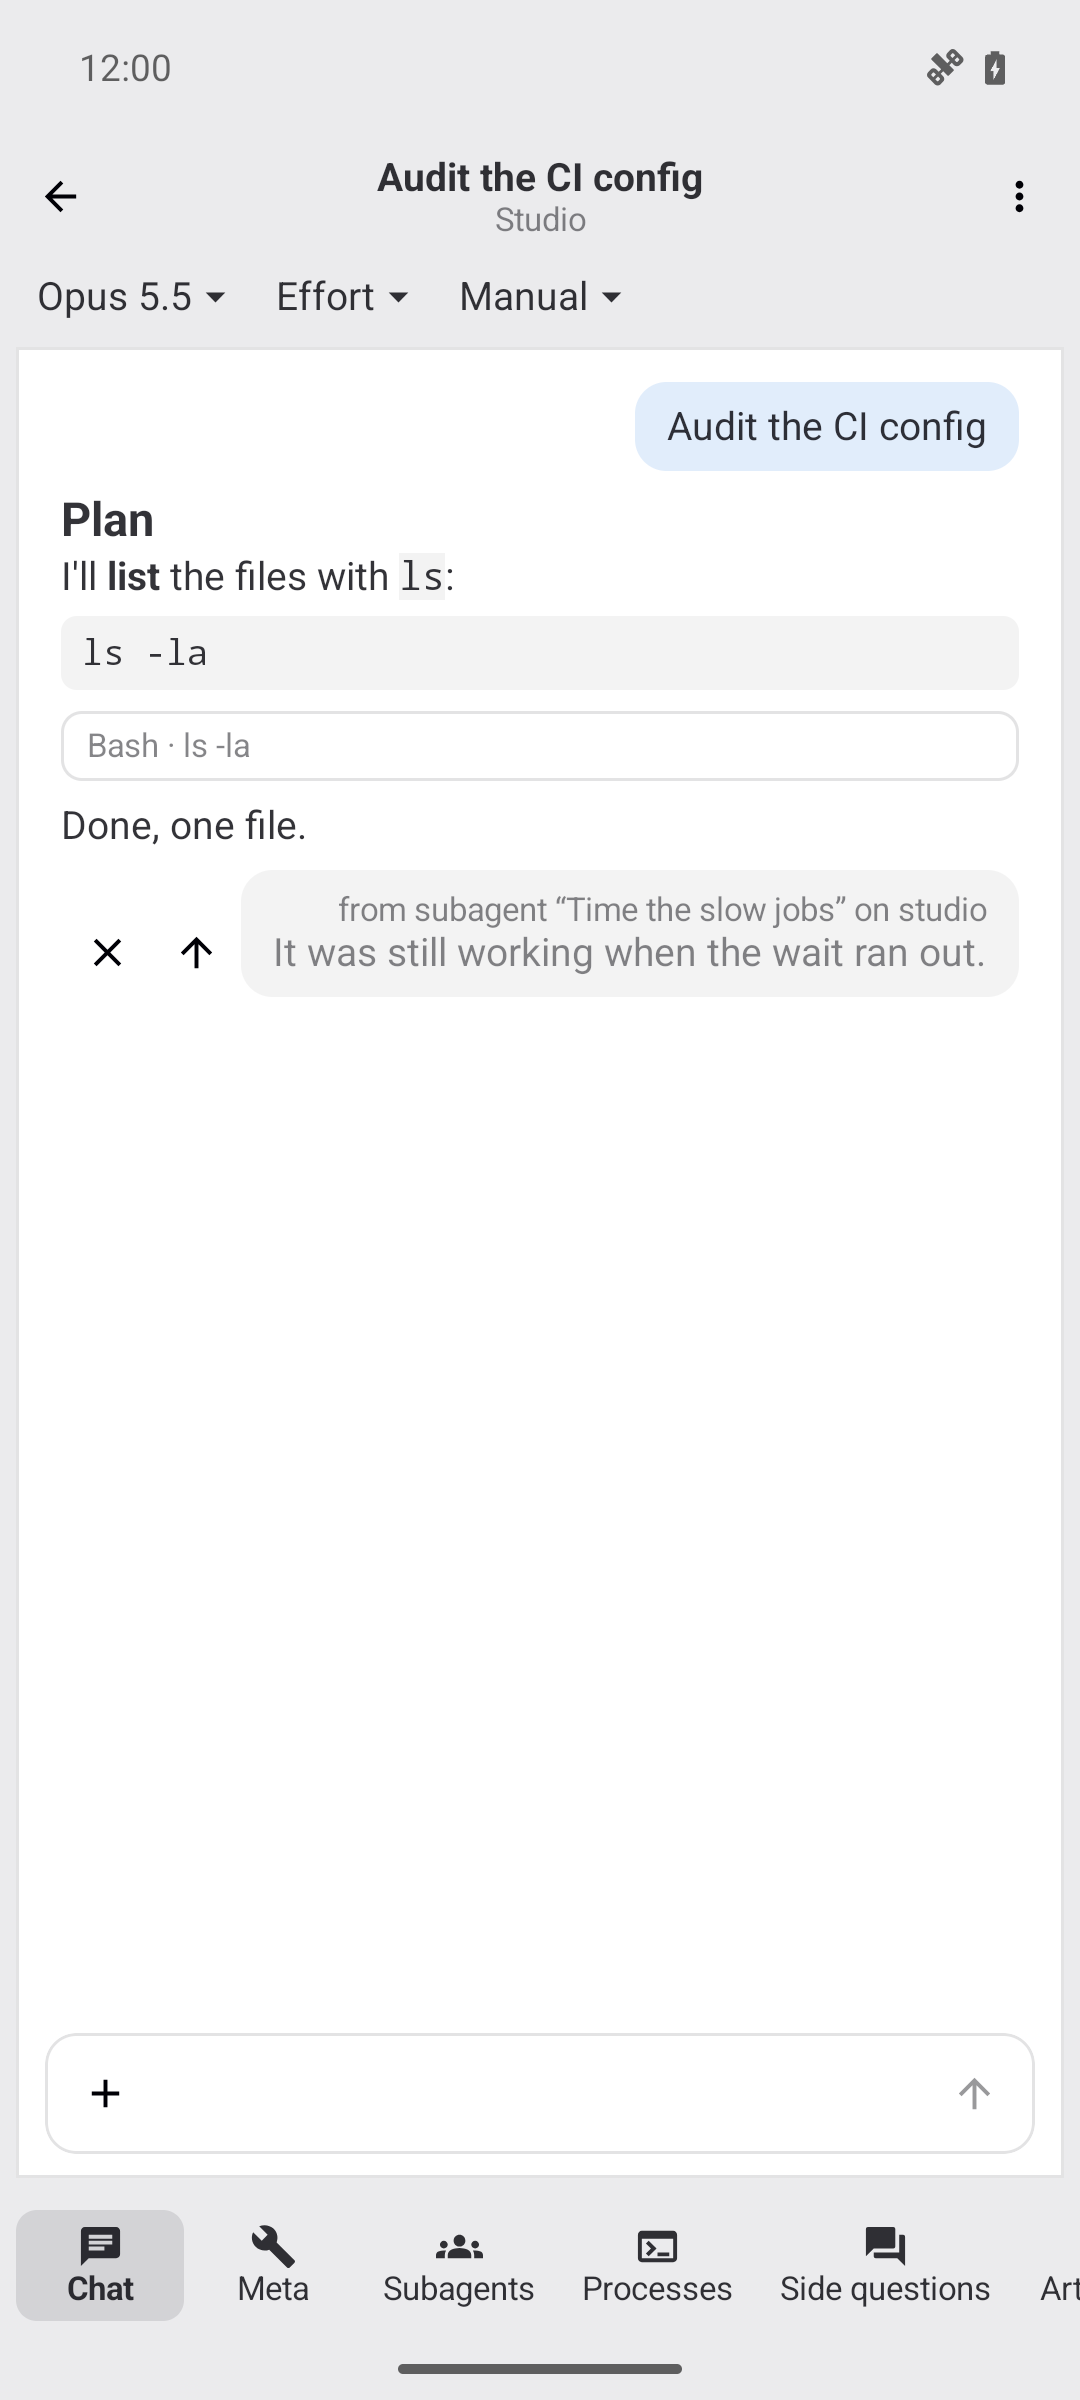 12:00
Audit the CI config
Studio
Opus 5.5
Effort
Manual
Audit the CI config
Plan
I'll list the files with ls:
ls -la
Bash · ls -la
Done, one file.
from subagent “Time the slow jobs” on studio
It was still working when the wait ran out.
Chat
Meta
Subagents
Processes
Side questions
Art